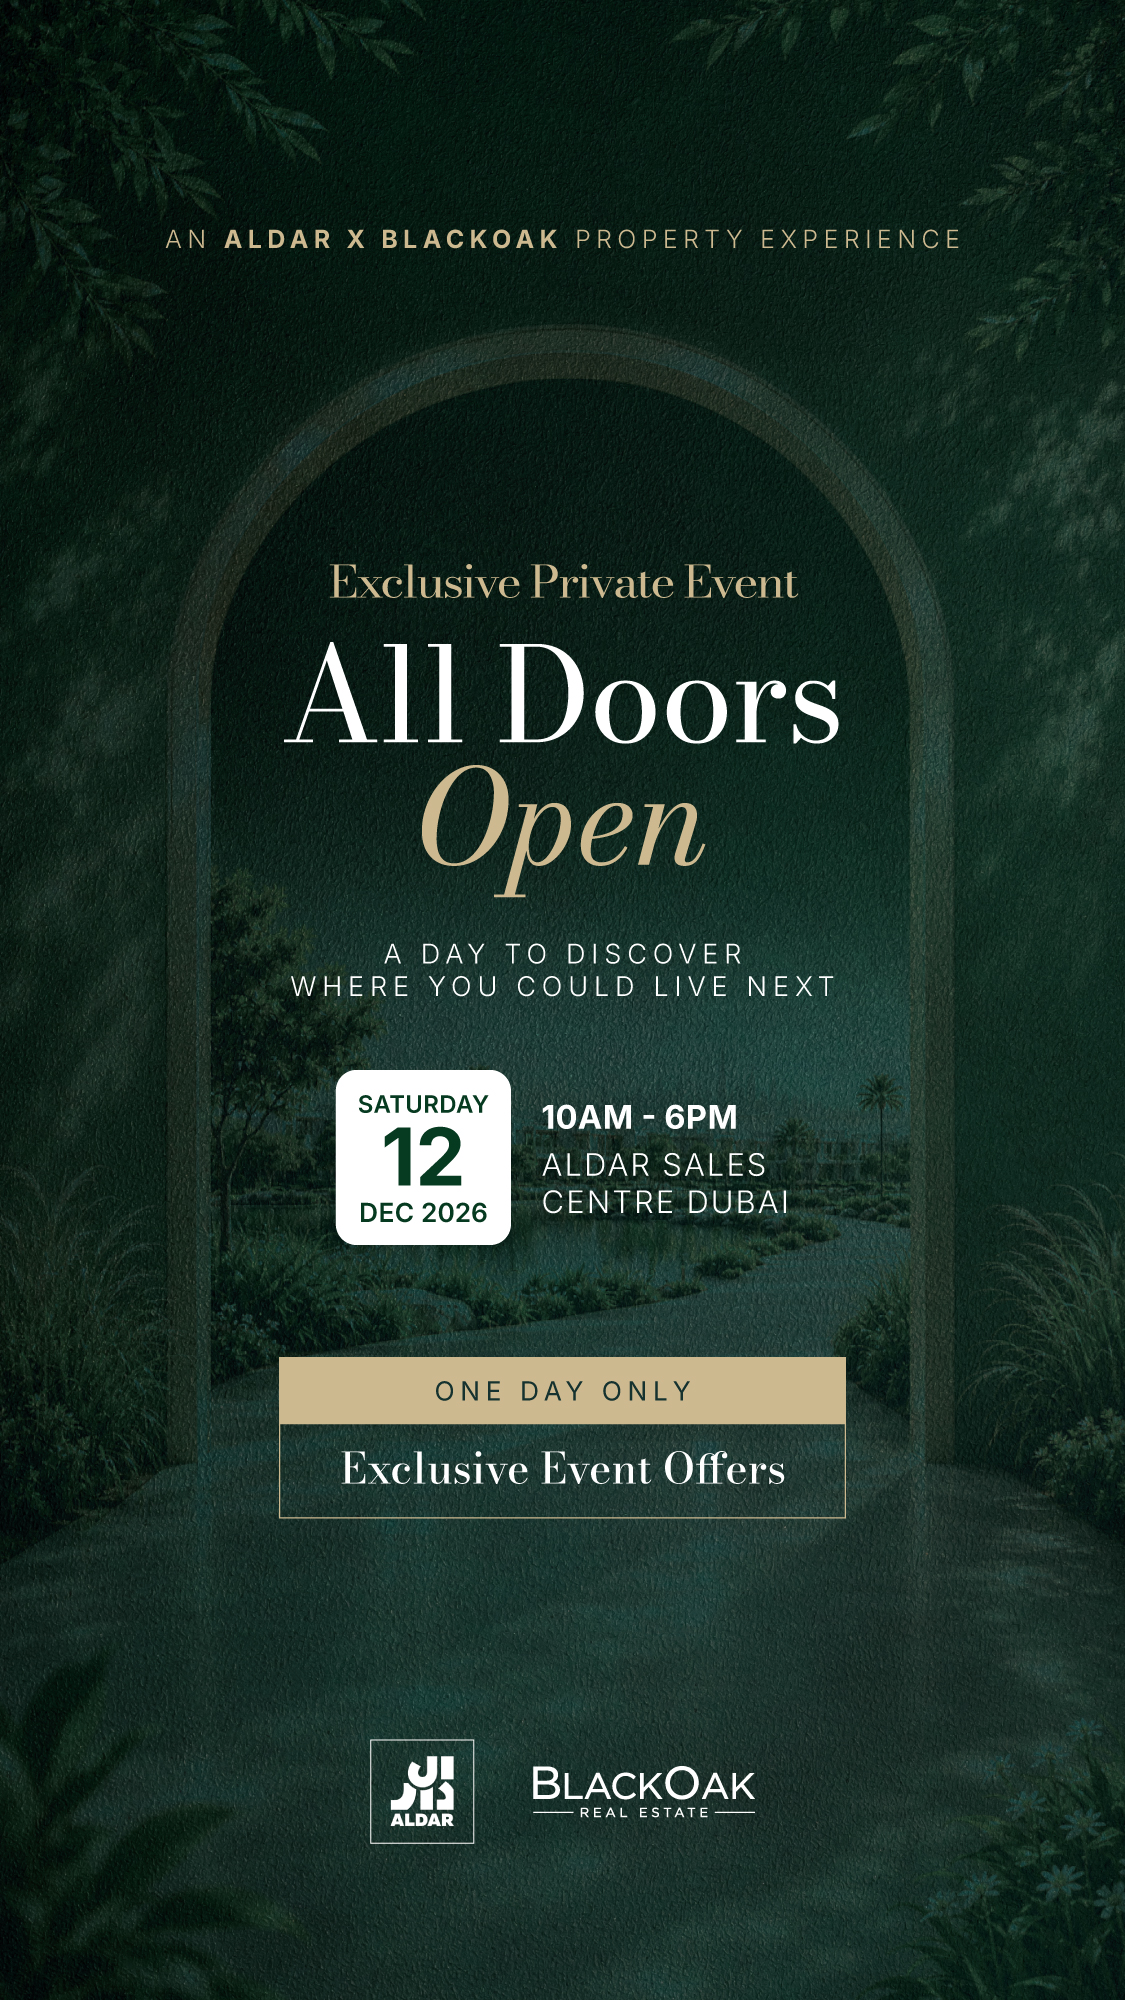 AN ALDAR X BLACKOAK PROPERTY EXPERIENCE
Exclusive Private Event
All Doors
Open
A DAY TO DISCOVER
WHERE YOU COULD LIVE NEXT
SATURDAY
12
DEC 2026
10AM - 6PM
ALDAR SALES
CENTRE DUBAI
ONE DAY ONLY
Exclusive Event Offers
الدار
ALDAR
BLACKOAK
REAL ESTATE